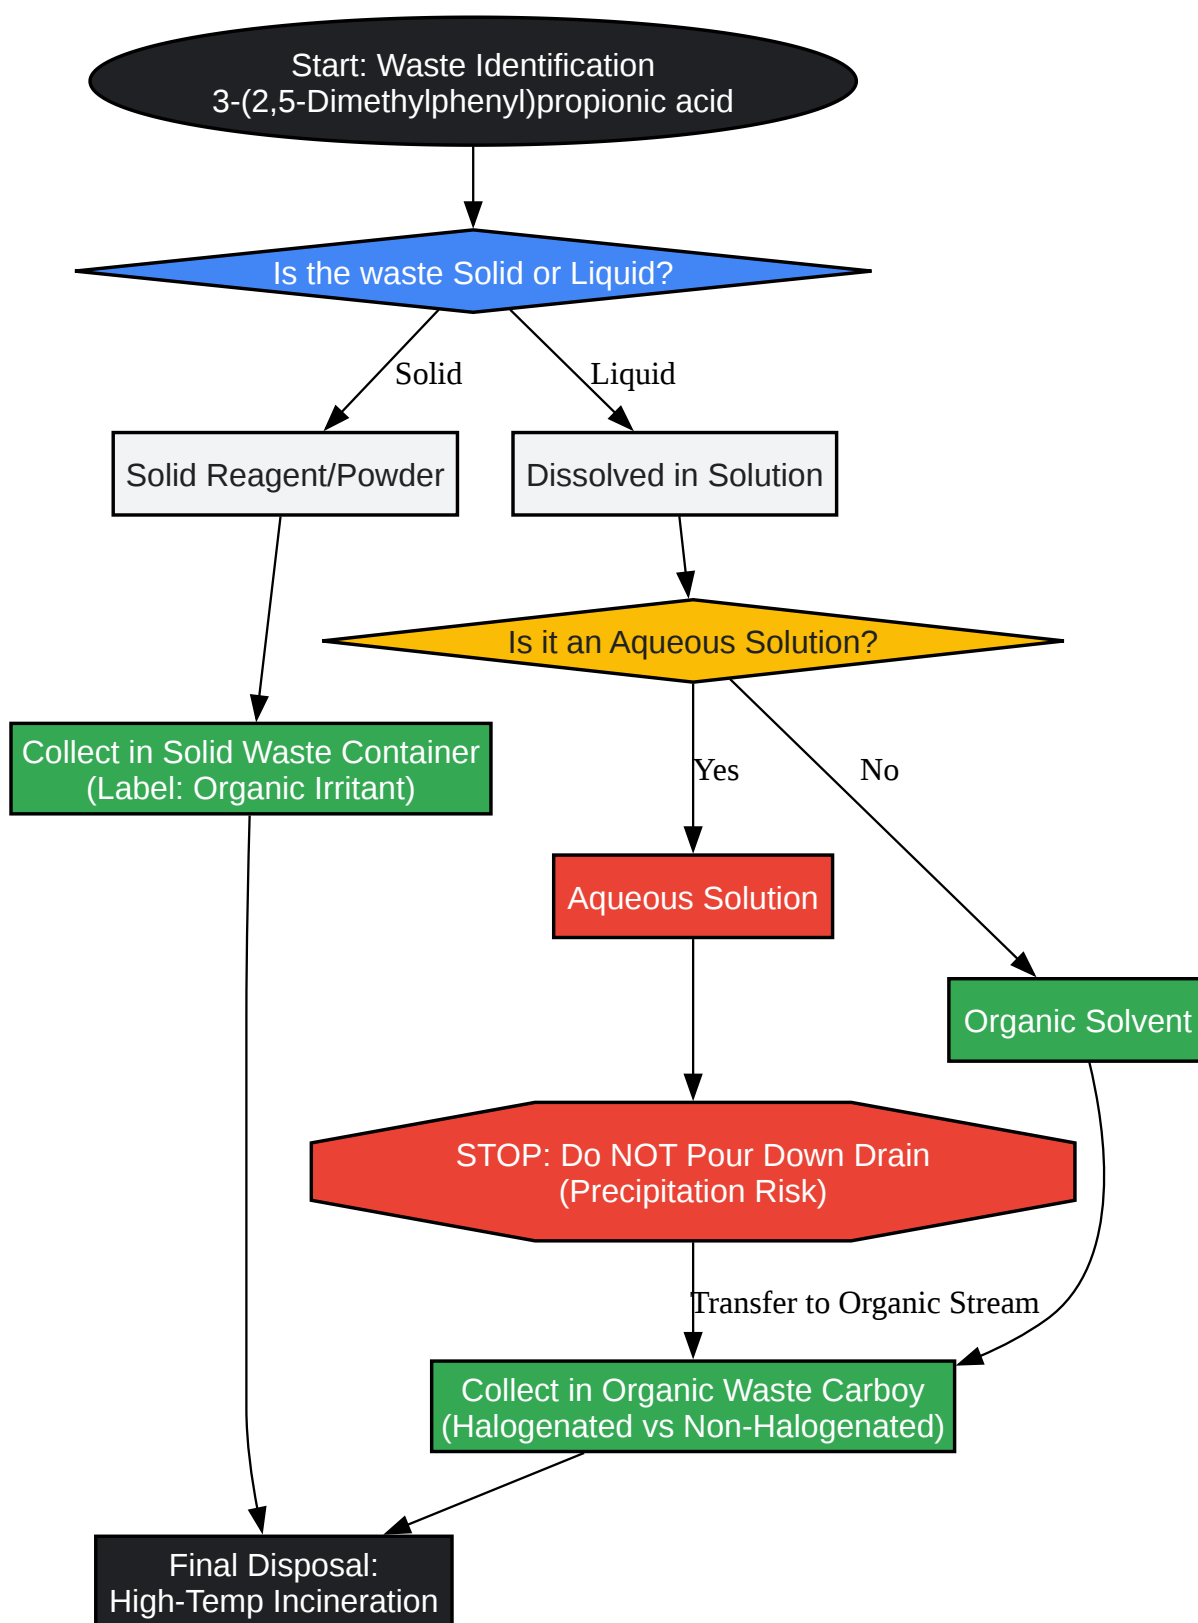 Start: Waste Identification
3-(2,5-Dimethylphenyl)propionic acid
Is the waste Solid or Liquid?
Solid
Liquid
Solid Reagent/Powder
Dissolved in Solution
Is it an Aqueous Solution?
Collect in Solid Waste Container
(Label: Organic Irritant)
Yes
No
Aqueous Solution
Organic Solvent
STOP: Do NOT Pour Down Drain
(Precipitation Risk)
Transfer to Organic Stream
Collect in Organic Waste Carboy
(Halogenated vs Non-Halogenated)
Final Disposal:
High-Temp Incineration